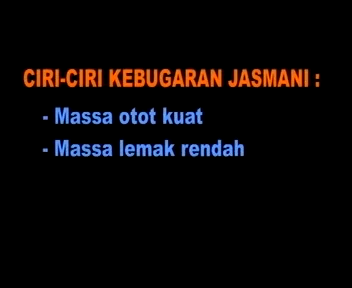 CIRI-CIRI KEBUGARAN JASMANI :
- Massa otot kuat
- Massa lemak rendah